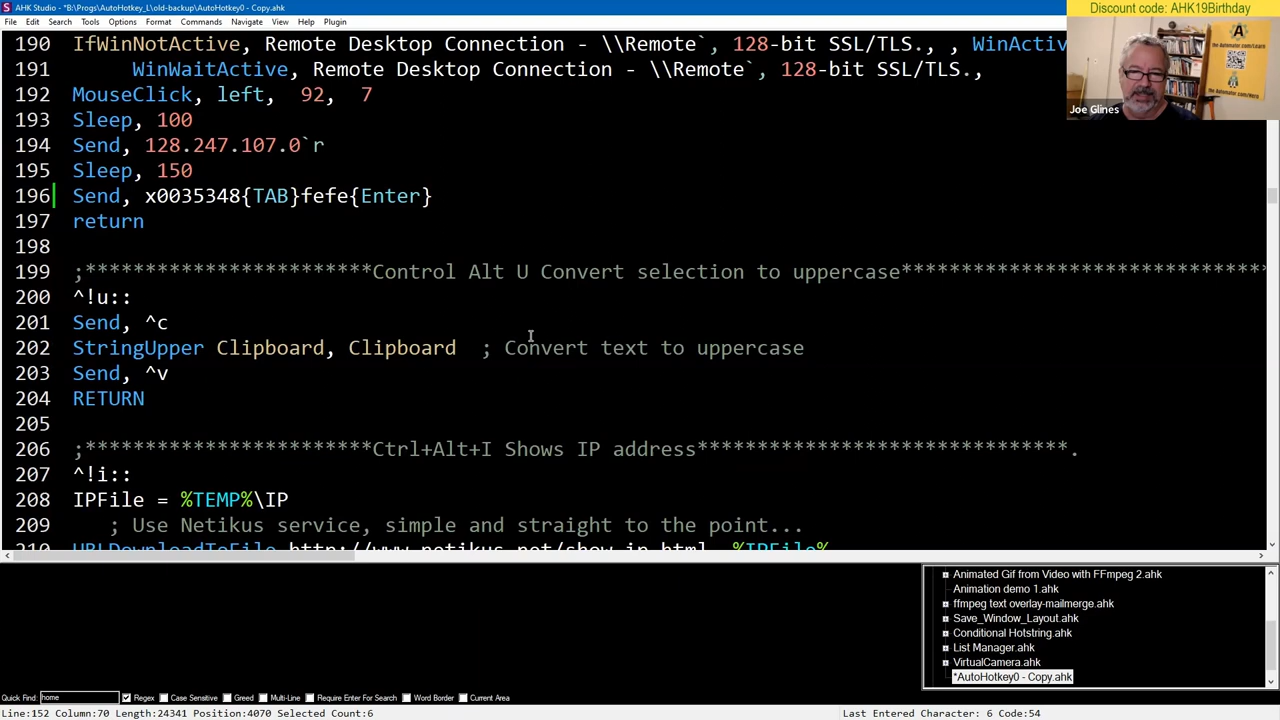 AHK Studio - *B:\Progs\AutoHotkey_L\old-backup\AutoHotkey0 - Copy.ahk
File Edit Search Tools Options Format Commands View Help Plugin
Discount code: AHK19Birthday
the-Automator.com/Learn
the-Automator.com/Hero
Joe Glines
190 IfWinNotActive, Remote Desktop Connection - \\Remote`, 128-bit SSL/TLS., , WinActiv
191 WinWaitActive, Remote Desktop Connection - \\Remote`, 128-bit SSL/TLS.,
192 MouseClick, left, 92, 7
193 Sleep, 100
194 Send, 128.247.107.0`r
195 Sleep, 150
196 Send, x0035348{TAB}fefe{Enter}
197 return
198
199 ;************************Control Alt U Convert selection to uppercase*******************************
200 ^!u::
201 Send, ^c
202 StringUpper Clipboard, Clipboard ; Convert text to uppercase
203 Send, ^v
204 RETURN
205
206 ;************************Ctrl+Alt+I Shows IP address*******************************.
207 ^!i::
208 IPFile = %TEMP%\IP
209 ; Use Netikus service, simple and straight to the point...
210 URLDownloadToFile http://www.netikus.net/show_ip.html, %IPFile%
Animated Gif from Video with FFmpeg 2.ahk
Animation demo 1.ahk
ffmpeg text overlay-mailmerge.ahk
Save_Window_Layout.ahk
Conditional Hotstring.ahk
List Manager.ahk
VirtualCamera.ahk
*AutoHotkey0 - Copy.ahk
Quick Find: home Regex Case Sensitive Greed Multi-Line Require Enter For Search Word Border Current Area
Line:152 Column:70 Length:24341 Position:4070 Selected Count:6 Last Entered Character: 6 Code:54